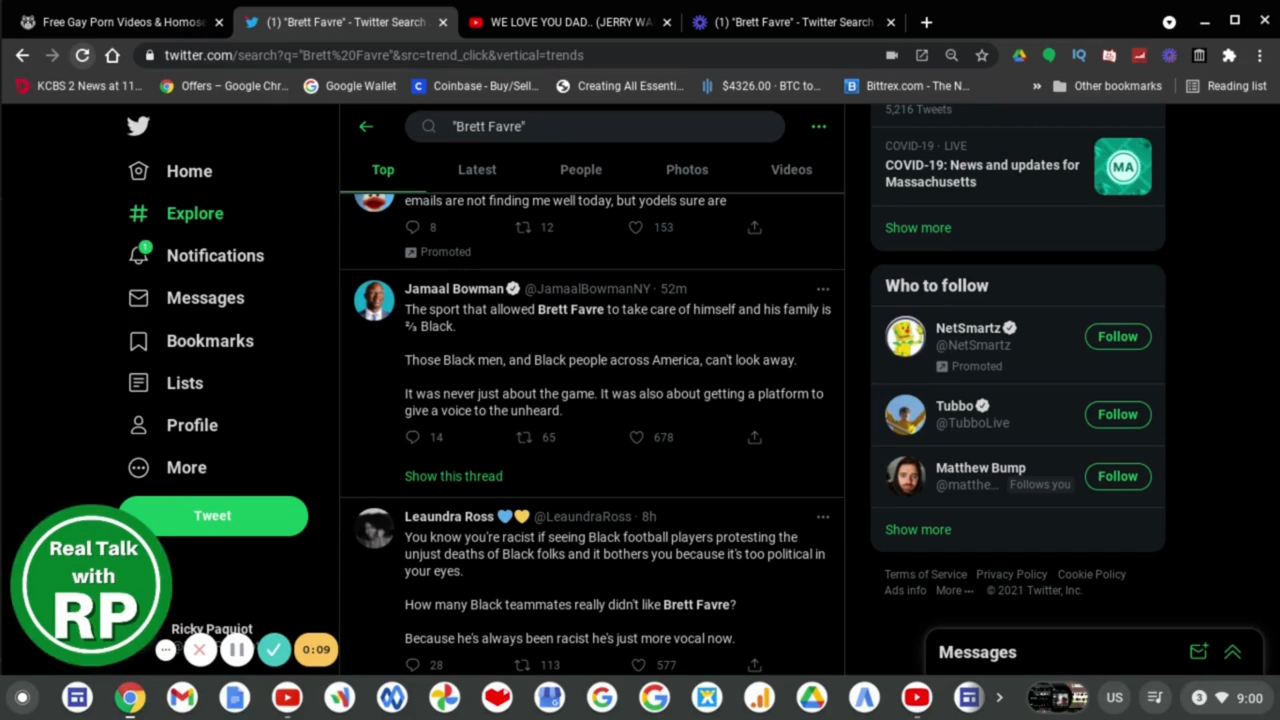 Free Gay Porn Videos & Homose
(1) "Brett Favre" - Twitter Search
WE LOVE YOU DAD.. (JERRY WA
(1) "Brett Favre" - Twitter Search
twitter.com/search?q="Brett%20Favre"&src=trend_click&vertical=trends
KCBS 2 News at 11...
Offers – Google Chr...
Google Wallet
Coinbase - Buy/Sell...
Creating All Essenti...
$4326.00 - BTC to...
Bittrex.com - The N...
»
Other bookmarks
Reading list
"Brett Favre"
Top
Latest
People
Photos
Videos
Home
Explore
1
Notifications
Messages
Bookmarks
Lists
Profile
More
Tweet
Real Talk
with
RP
Ricky Paquiot
0:09
emails are not finding me well today, but yodels sure are
8
12
153
Promoted
Jamaal Bowman @JamaalBowmanNY · 52m
The sport that allowed Brett Favre to take care of himself and his family is
⅔ Black.
Those Black men, and Black people across America, can't look away.
It was never just about the game. It was also about getting a platform to
give a voice to the unheard.
14
65
678
Show this thread
Leaundra Ross 💙💛 @LeaundraRoss · 8h
You know you're racist if seeing Black football players protesting the
unjust deaths of Black folks and it bothers you because it's too political in
your eyes.
How many Black teammates really didn't like Brett Favre?
Because he's always been racist he's just more vocal now.
28
113
577
5,216 Tweets
COVID-19 · LIVE
COVID-19: News and updates for
Massachusetts
MA
Show more
Who to follow
NetSmartz
@NetSmartz
Promoted
Follow
Tubbo
@TubboLive
Follow
Matthew Bump
@matthe... Follows you
Follow
Show more
Terms of Service Privacy Policy Cookie Policy
Ads info More ··· © 2021 Twitter, Inc.
Messages
US
3
9:00